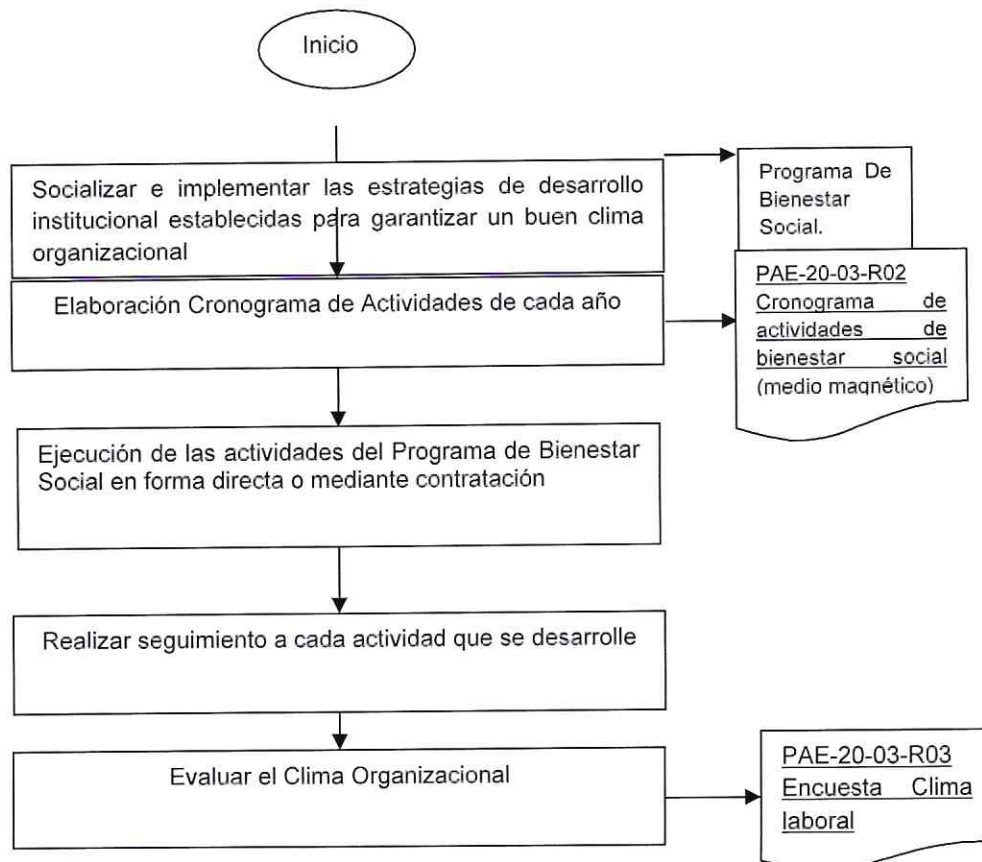 Inicio
Socializar e implementar las estrategias de desarrollo
institucional establecidas para garantizar un buen clima
organizacional
Programa De
Bienestar
Social.
Elaboración Cronograma de Actividades de cada año
PAE-20-03-R02
Cronograma de
actividades de
bienestar social
(medio magnético)
Ejecución de las actividades del Programa de Bienestar
Social en forma directa o mediante contratación
Realizar seguimiento a cada actividad que se desarrolle
Evaluar el Clima Organizacional
PAE-20-03-R03
Encuesta Clima
laboral